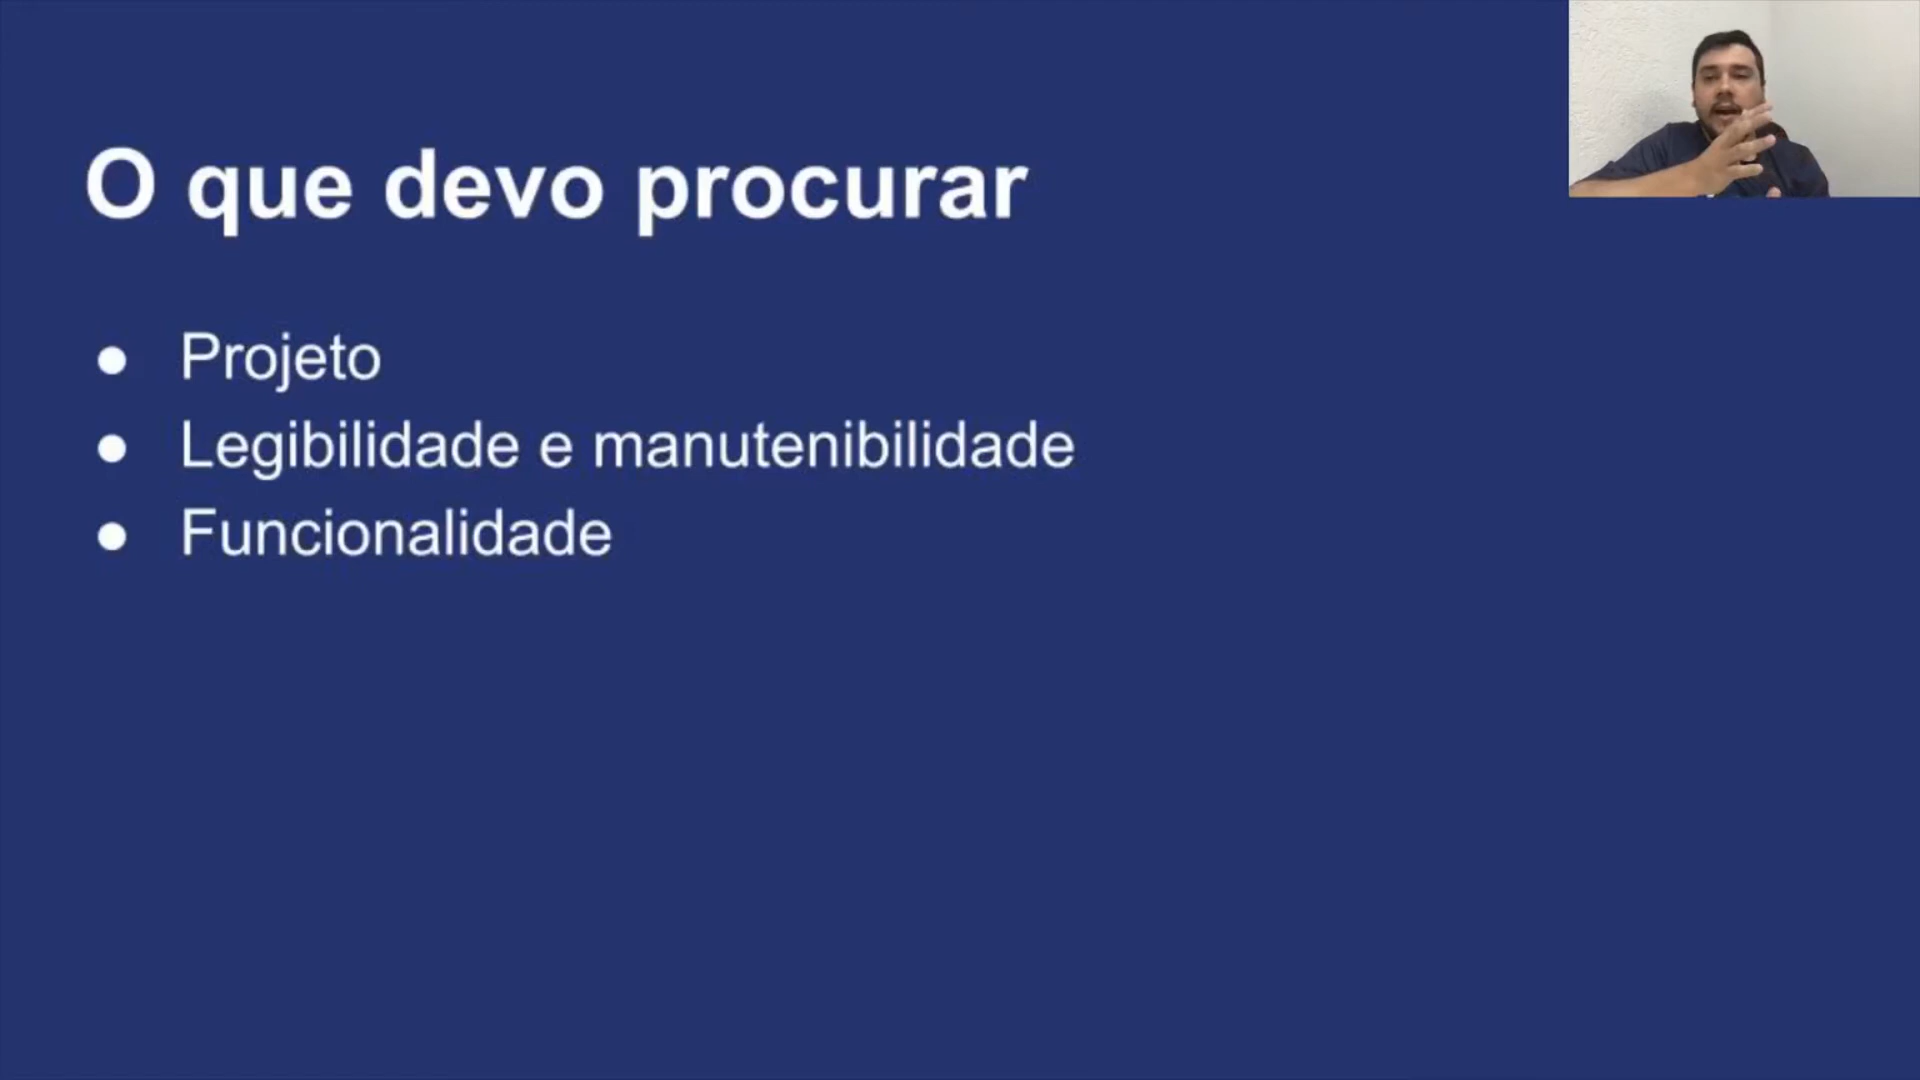 O que devo procurar
● Projeto
● Legibilidade e manutenibilidade
● Funcionalidade